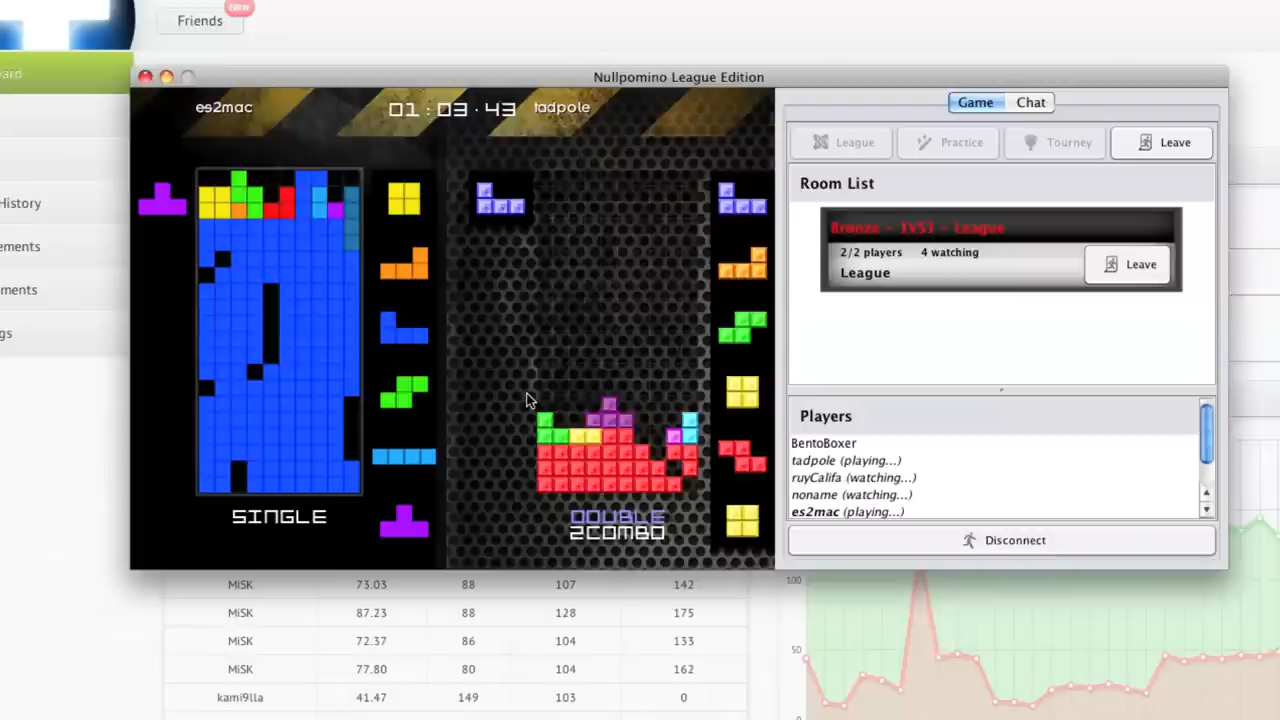 New
Friends
ard
Nullpomino League Edition
es2mac
01:03.43
tadpole
Game
Chat
League
Practice
Tourney
Leave
Room List
History
Bronze - 1VS1 - League
2/2 players
4 watching
ements
Leave
League
ments
gs
Players
BentoBoxer
tadpole (playing...)
ruyCalifa (watching...)
noname (watching...)
es2mac (playing...)
SINGLE
DOUBLE
2COMBO
Disconnect
MiSK 73.03 88 107 142
100
MiSK 87.23 128 175
MiSK 72.37 86 104 133
50
MiSK 77.80 80 104 162
kami9lla 41.47 149 103 0